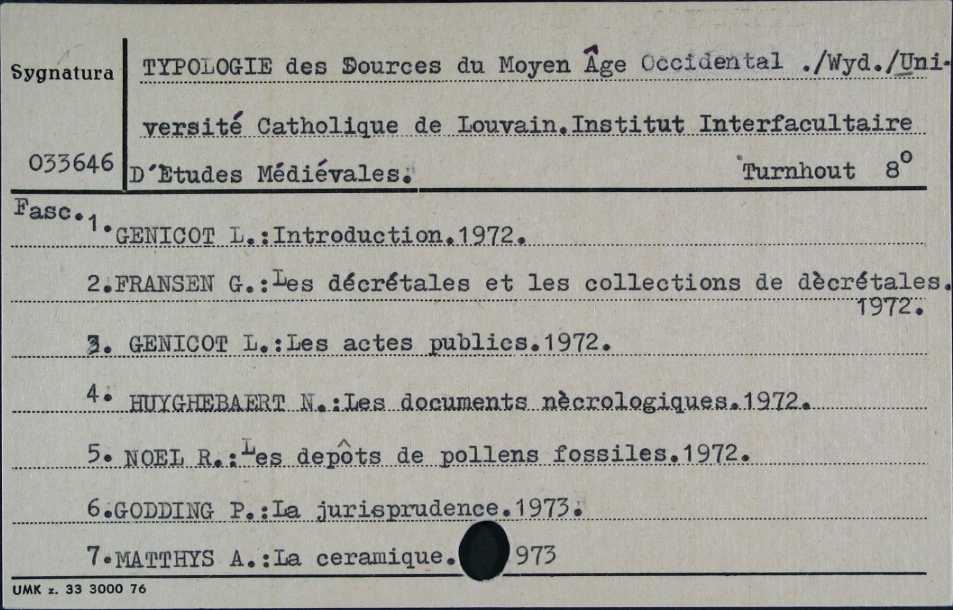 Sygnatura
TYPOLOGIE des Sources du Moyen Âge Occidental ./Wyd./Uni-
versité Catholique de Louvain.Institut Interfacultaire
033646
D'Etudes Médiévales. Turnhout 8°
Fasc.1.GENICOT L.:Introduction.1972.
2.FRANSEN G.:Les décrétales et les collections de dècrétales.
1972.
3. GENICOT L.:Les actes publics.1972.
4. HUYGHEBAERT N.:Les documents nècrologiques.1972.
5. NOEL R.:Les depôts de pollens fossiles.1972.
6.GODDING P.:La jurisprudence.1973.
7.MATTHYS A.:La ceramique. 973
UMK z. 33 3000 76